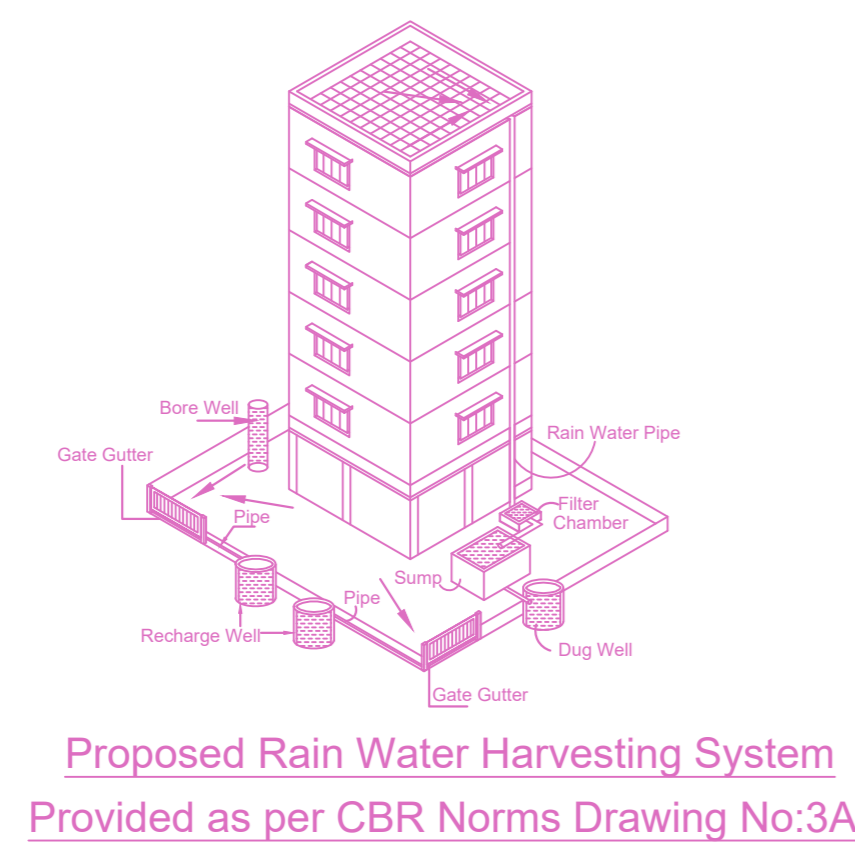 Bore Well
Gate Gutter
Rain Water Pipe
Filter
Chamber
Pipe
Sump
Pipe
Recharge Well
Dug Well
Gate Gutter
Proposed Rain Water Harvesting System
Provided as per CBR Norms Drawing No:3A